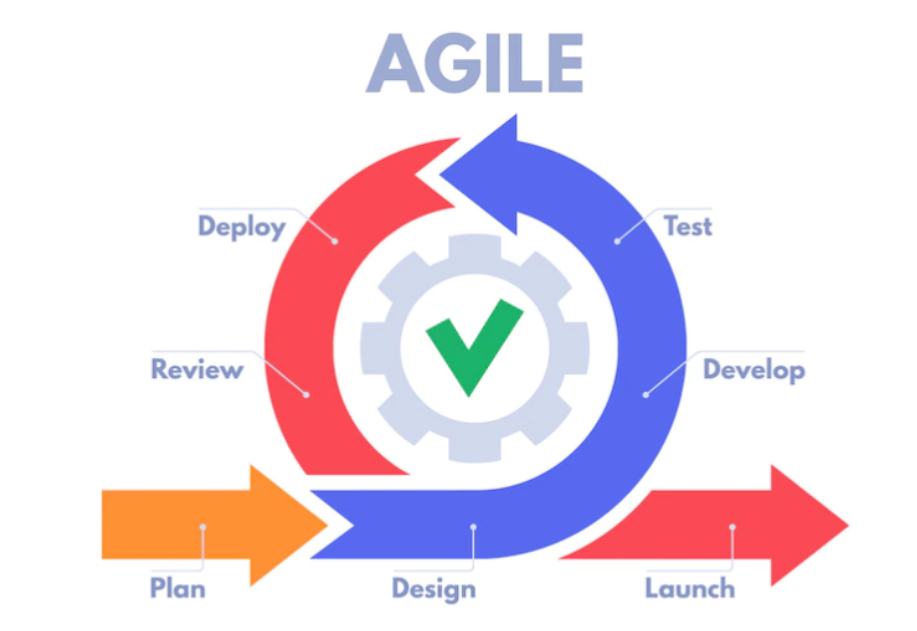 AGILE
Deploy
Test
Review
Develop
Plan
Design
Launch